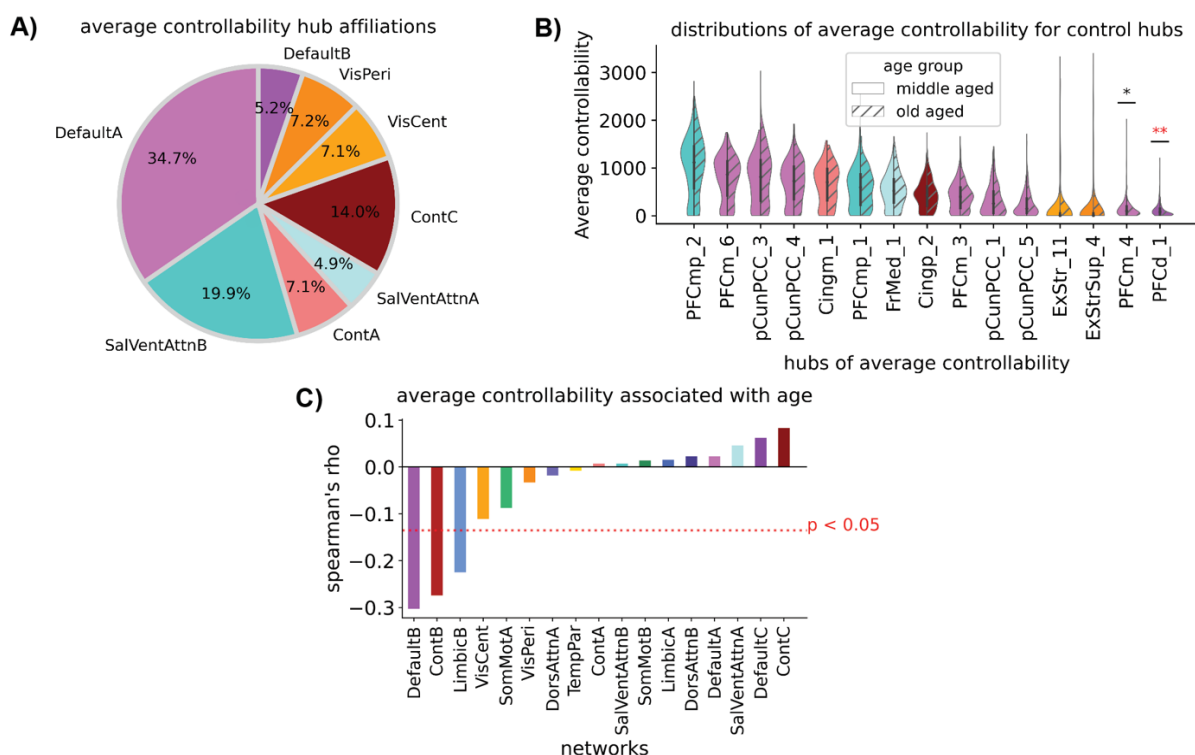 A)
average controllability hub affiliations
DefaultB
VisPeri
VisCent
ContC
SalVentAttnA
ContA
SalVentAttnB
DefaultA
5.2%
7.2%
7.1%
14.0%
4.9%
7.1%
19.9%
34.7%
B)
distributions of average controllability for control hubs
Average controllability
3000
2000
1000
0
age group
middle aged
old aged
*
**
PFCmp_2
PFCm_6
pCunPCC_3
pCunPCC_4
Cingm_1
PFCmp_1
FrMed_1
Cingp_2
PFCm_3
pCunPCC_1
pCunPCC_5
ExStr_11
ExStrSup_4
PFCm_4
PFCd_1
hubs of average controllability
C)
average controllability associated with age
spearman's rho
0.1
0.0
−0.1
−0.2
−0.3
p < 0.05
DefaultB
ContB
LimbicB
VisCent
SomMotA
VisPeri
DorsAttnA
TempPar
ContA
SalVentAttnB
SomMotB
LimbicA
DorsAttnB
DefaultA
SalVentAttnA
DefaultC
ContC
networks